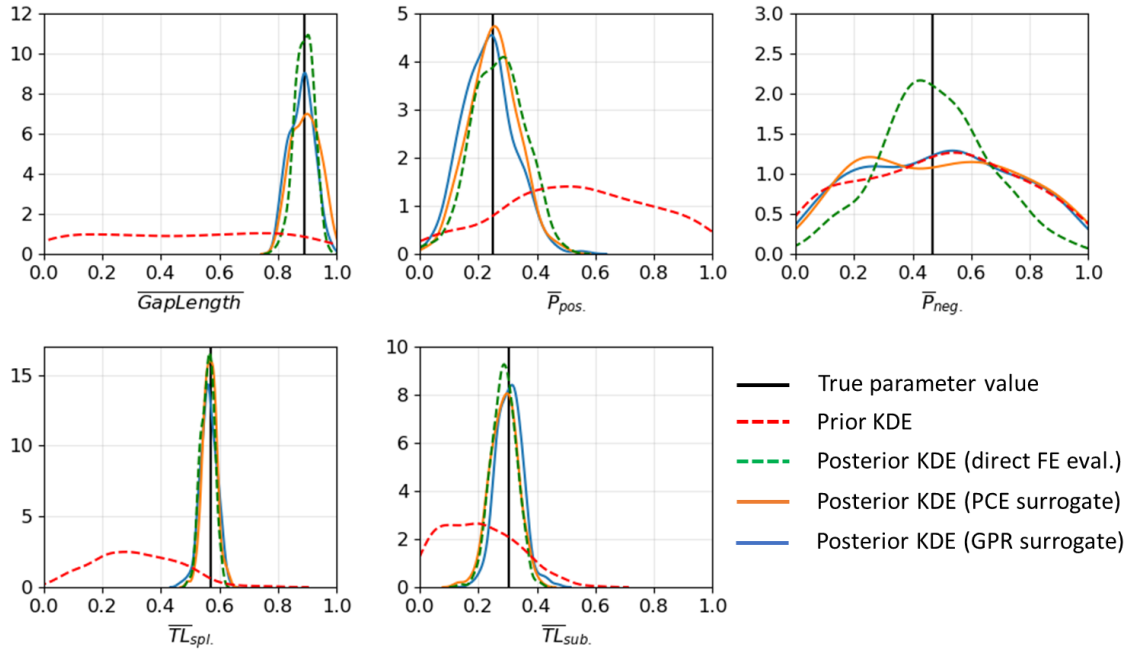 12
10
8
6
4
2
0
0.0 0.2 0.4 0.6 0.8 1.0
GapLength
5
4
3
2
1
0
0.0 0.2 0.4 0.6 0.8 1.0
P̅pos.
3.0
2.5
2.0
1.5
1.0
0.5
0.0
0.0 0.2 0.4 0.6 0.8 1.0
P̅neg.
15
10
5
0
0.0 0.2 0.4 0.6 0.8 1.0
TLspl.
10
8
6
4
2
0
0.0 0.2 0.4 0.6 0.8 1.0
TLsub.
True parameter value
Prior KDE
Posterior KDE (direct FE eval.)
Posterior KDE (PCE surrogate)
Posterior KDE (GPR surrogate)